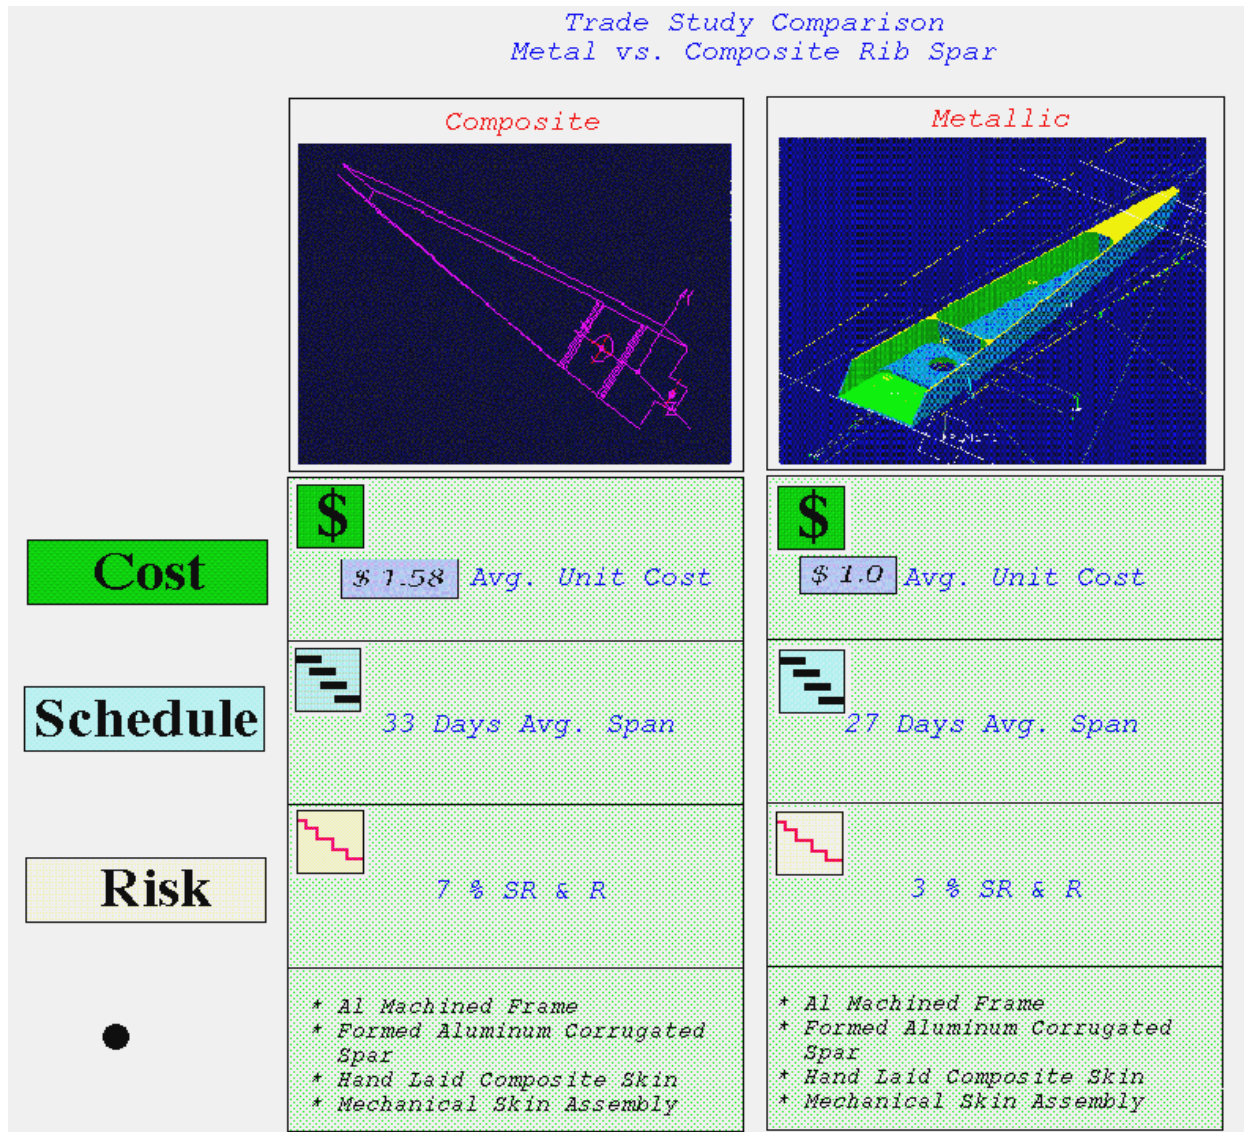 Trade Study Comparison
Metal vs. Composite Rib Spar
Composite
Metallic
Cost
$
$ 1.58 Avg. Unit Cost
$
$ 1.0 Avg. Unit Cost
Schedule
33 Days Avg. Span
27 Days Avg. Span
Risk
7 % SR & R
3 % SR & R
* Al Machined Frame
* Formed Aluminum Corrugated
Spar
* Hand Laid Composite Skin
* Mechanical Skin Assembly
* Al Machined Frame
* Formed Aluminum Corrugated
Spar
* Hand Laid Composite Skin
* Mechanical Skin Assembly